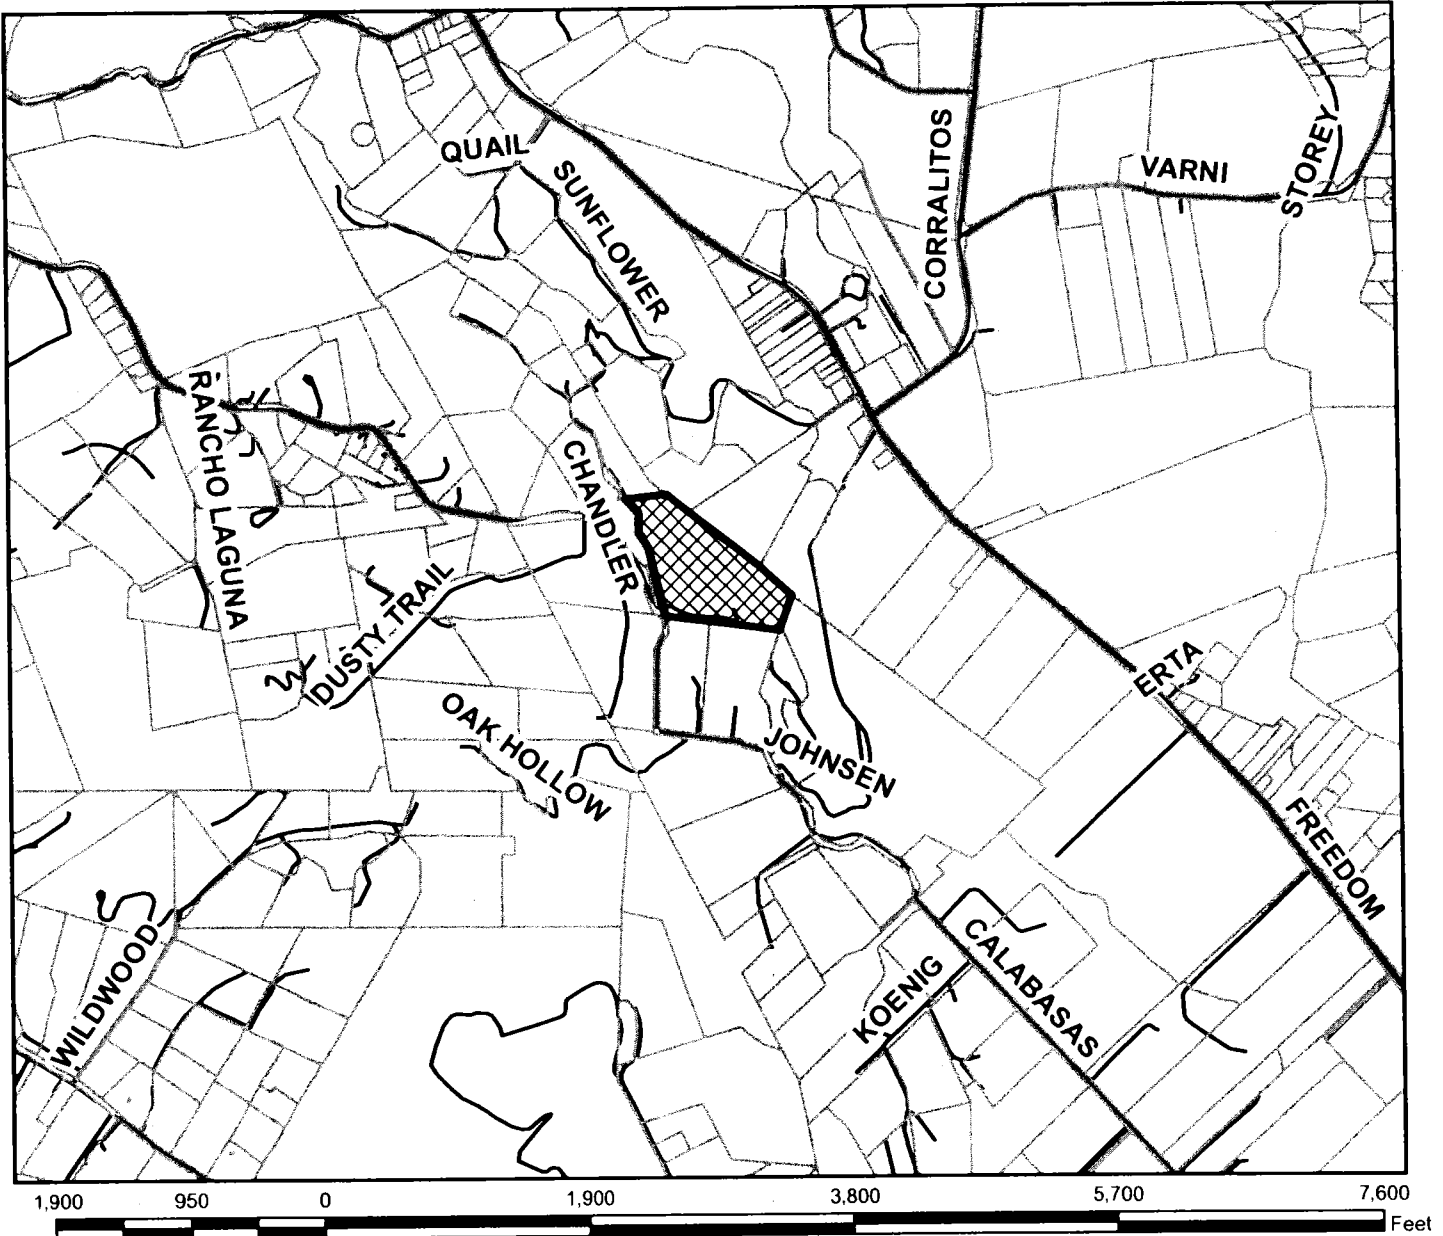 QUAIL
SUNFLOWER
CORRALITOS
VARNI
STOREY
RANCHO LAGUNA
CHANDLER
DUSTY TRAIL
OAK HOLLOW
JOHNSEN
ERTA
FREEDOM
WILDWOOD
KOENIG
CALABASAS
1,900 950 0 1,900 3,800 5,700 7,600
Feet